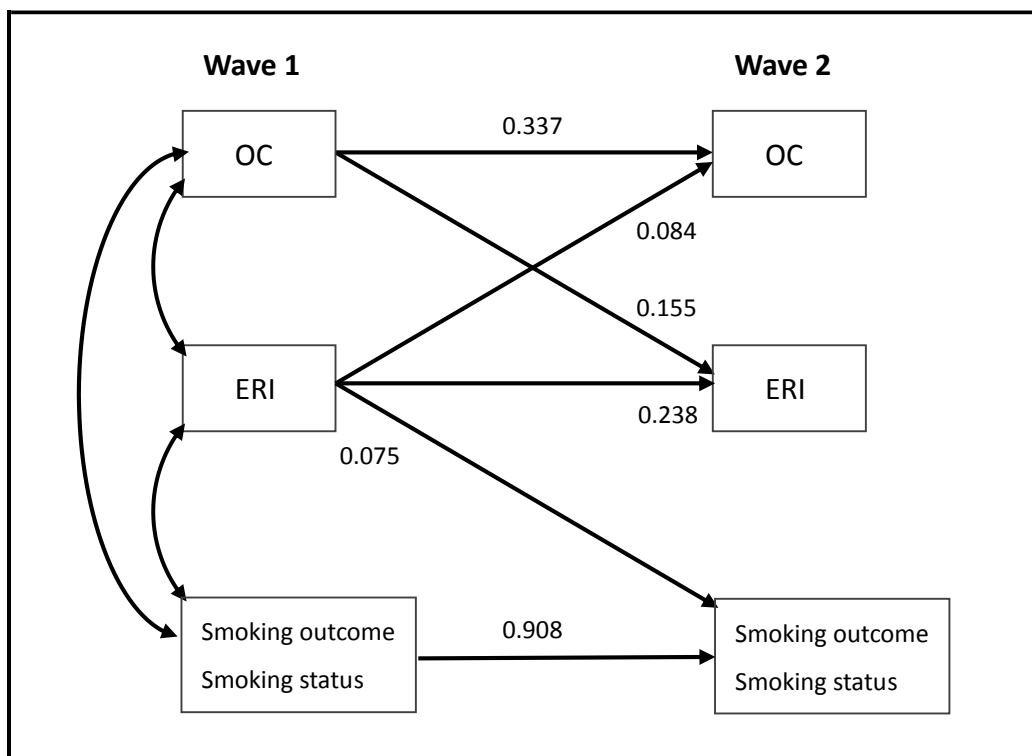 Wave 1
Wave 2
OC
0.337
OC
0.084
0.155
ERI
ERI
0.238
0.075
Smoking outcome
Smoking status
0.908
Smoking outcome
Smoking status